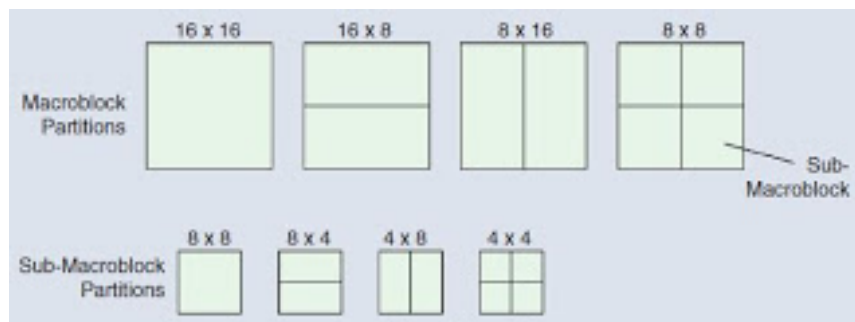 16 x 16
16 x 8
8 x 16
8 x 8
Macroblock
Partitions
Sub-
Macroblock
8 x 8
8 x 4
4 x 8
4 x 4
Sub-Macroblock
Partitions